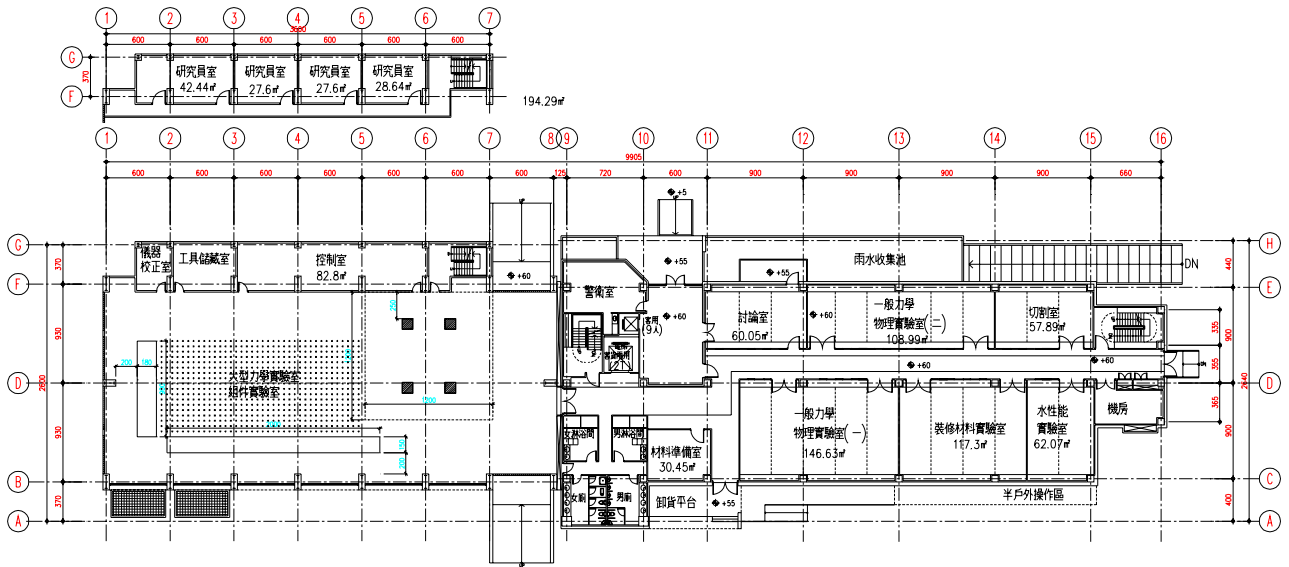 1 2 3 4 5 6 7
3600
600 600 600 600 600 600
G
F
370
研究員室
42.44㎡
研究員室
27.6㎡
研究員室
27.6㎡
研究員室
28.64㎡
194.29㎡
1 2 3 4 5 6 7 8 9 10 11 12 13 14 15 16
9905
600 600 600 600 600 600 600 125 720 600 900 900 900 900 660
G
F
D
B
A
370
930
930
370
2600
H
E
D
C
A
440
900
900
400
2640
335
355
365
儀器
校正室
工具儲藏室
控制室
82.8㎡
+60
+5
+55
+60
+55
雨水收集池
DN
警衛室
客用
(9人)
討論室
60.05㎡
+60
一般力學
物理實驗室(二)
108.99㎡
切割室
57.89㎡
+60
+60
大型力學實驗室
組件實驗室
200 180
1200
200
女淋浴間
男淋浴間
女廁
男廁
材料準備室
30.45㎡
卸貨平台
+55
一般力學
物理實驗室(一)
146.63㎡
裝修材料實驗室
117.3㎡
水性能
實驗室
62.07㎡
機房
半戶外操作區